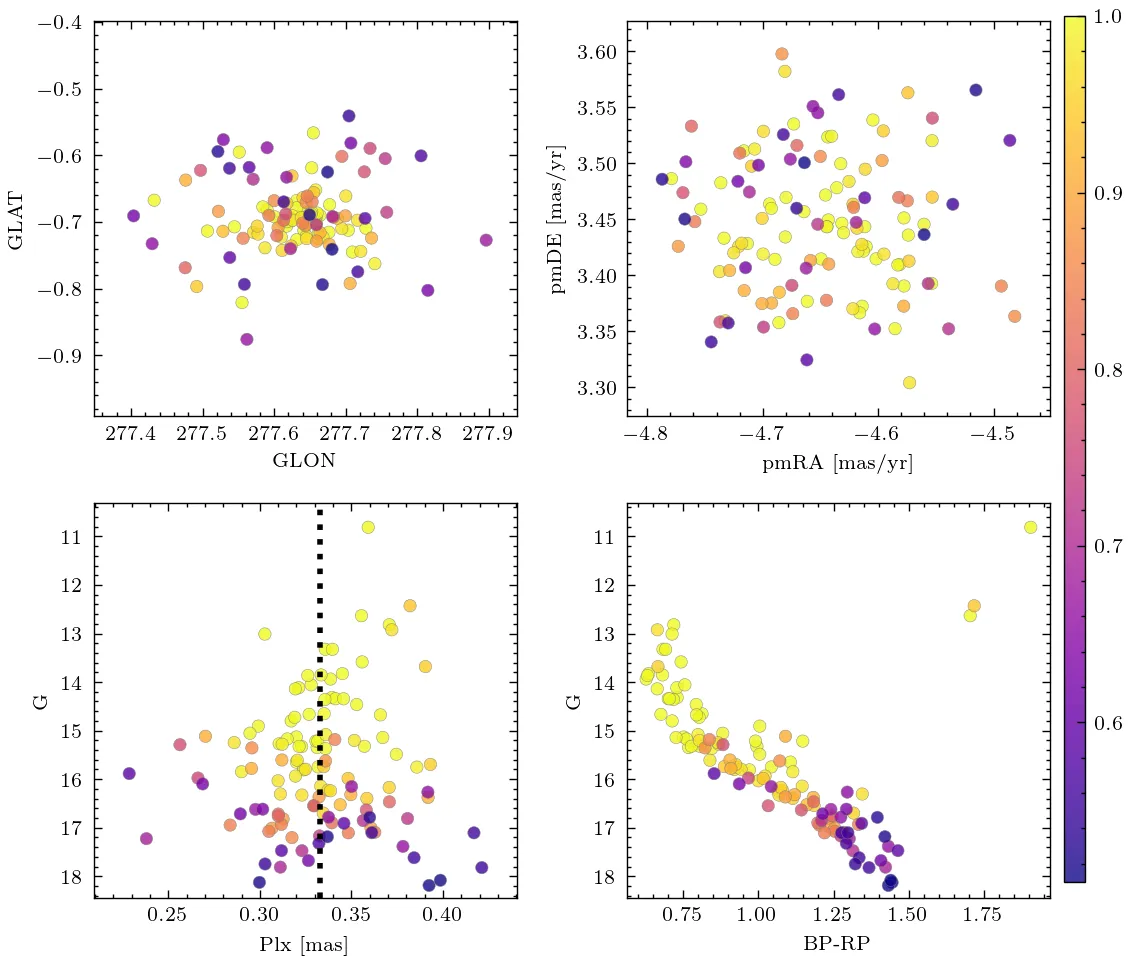 −0.4
−0.5
−0.6
−0.7
−0.8
−0.9
GLAT
277.4 277.5 277.6 277.7 277.8 277.9
GLON
3.60
3.55
3.50
3.45
3.40
3.35
3.30
pmDE [mas/yr]
−4.8 −4.7 −4.6 −4.5
pmRA [mas/yr]
1.0
0.9
0.8
0.7
0.6
11
12
13
14
15
16
17
18
G
0.25 0.30 0.35 0.40
Plx [mas]
11
12
13
14
15
16
17
18
G
0.75 1.00 1.25 1.50 1.75
BP-RP